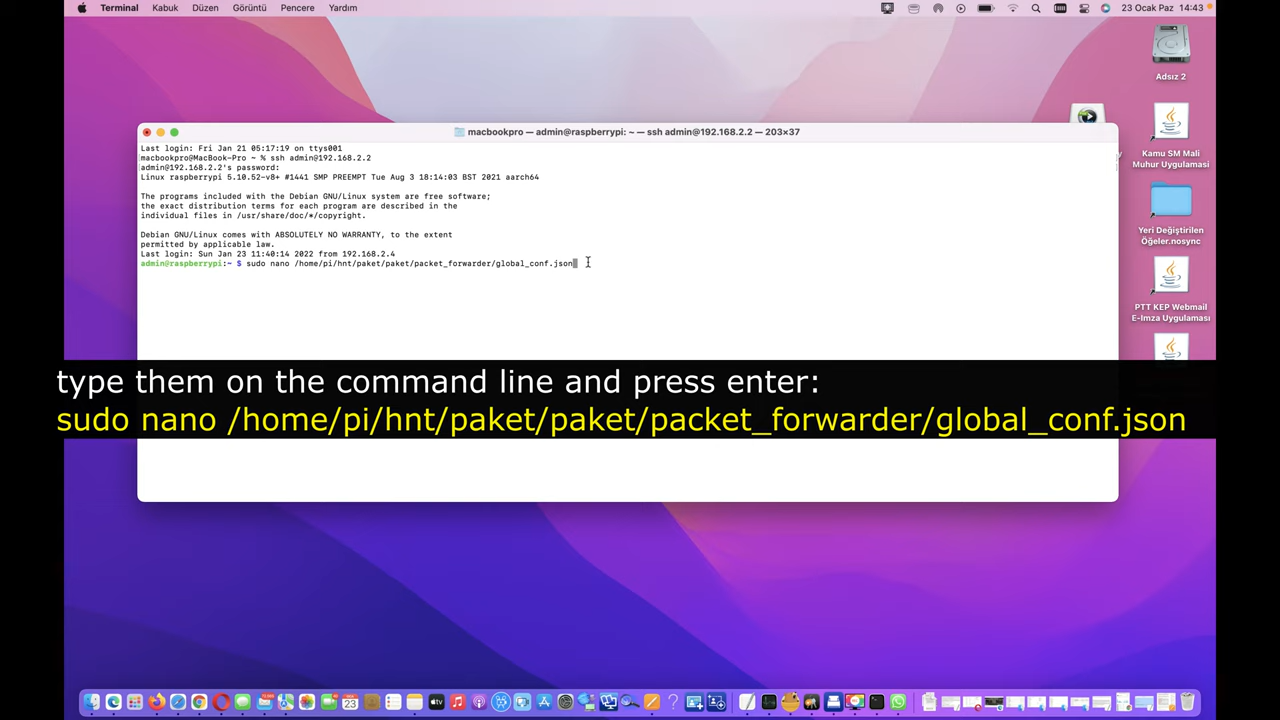 Terminal Kabuk Düzen Görüntü Pencere Yardım 23 Ocak Paz 14:43
Adsız 2
macbookpro — admin@raspberrypi: ~ — ssh admin@192.168.2.2 — 203×37
Last login: Fri Jan 21 05:17:19 on ttys001
macbookpro@MacBook-Pro ~ % ssh admin@192.168.2.2
admin@192.168.2.2's password:
Linux raspberrypi 5.10.52-v8+ #1441 SMP PREEMPT Tue Aug 3 18:14:03 BST 2021 aarch64
The programs included with the Debian GNU/Linux system are free software;
the exact distribution terms for each program are described in the
individual files in /usr/share/doc/*/copyright.
Debian GNU/Linux comes with ABSOLUTELY NO WARRANTY, to the extent
permitted by applicable law.
Last login: Sun Jan 23 11:40:14 2022 from 192.168.2.4
admin@raspberrypi:~ $ sudo nano /home/pi/hnt/paket/paket/packet_forwarder/global_conf.json
Kamu SM Mali
Muhur Uygulaması
Yeri Değiştirilen
Öğeler.nosync
PTT KEP Webmail
E-Imza Uygulaması
type them on the command line and press enter:
sudo nano /home/pi/hnt/paket/paket/packet_forwarder/global_conf.json